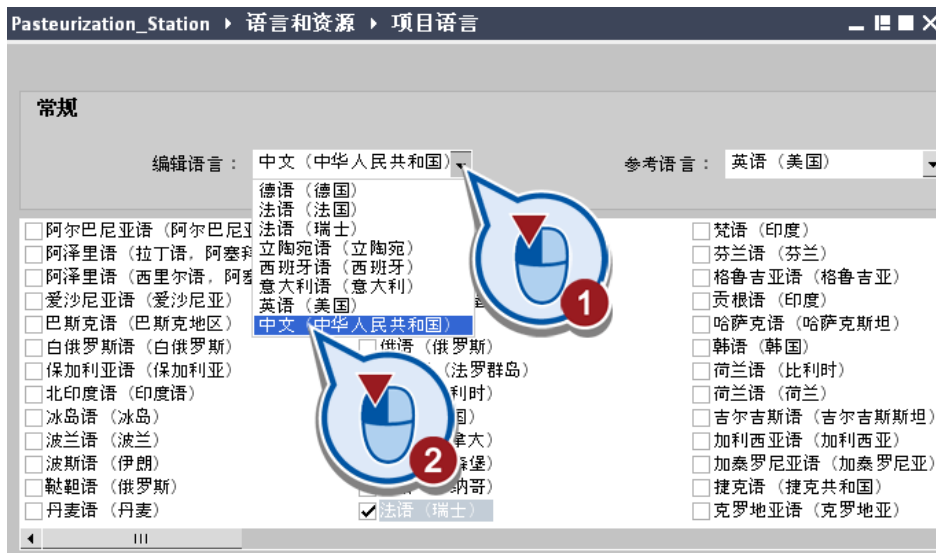 Pasteurization_Station ▸ 语言和资源 ▸ 项目语言
常规
编辑语言： 中文（中华人民共和国）
参考语言： 英语（美国）
德语（德国）
法语（法国）
法语（瑞士）
立陶宛语（立陶宛）
西班牙语（西班牙）
意大利语（意大利）
英语（美国）
中文（中华人民共和国）
1
2
阿尔巴尼亚语（阿尔巴尼
阿泽里语（拉丁语，阿塞
阿泽里语（西里尔语，阿塞
爱沙尼亚语（爱沙尼亚）
巴斯克语（巴斯克地区）
白俄罗斯语（白俄罗斯）
保加利亚语（保加利亚）
北印度语（印度语）
冰岛语（冰岛）
波兰语（波兰）
波斯语（伊朗）
鞑靼语（俄罗斯）
丹麦语（丹麦）
俄语（俄罗斯）
（法罗群岛）
利时）
国）
拿大）
森堡）
纳哥）
法语（瑞士）
梵语（印度）
芬兰语（芬兰）
格鲁吉亚语（格鲁吉亚）
贡根语（印度）
哈萨克语（哈萨克斯坦）
韩语（韩国）
荷兰语（比利时）
荷兰语（荷兰）
吉尔吉斯语（吉尔吉斯斯坦）
加利西亚语（加利西亚）
加泰罗尼亚语（加泰罗尼亚）
捷克语（捷克共和国）
克罗地亚语（克罗地亚）